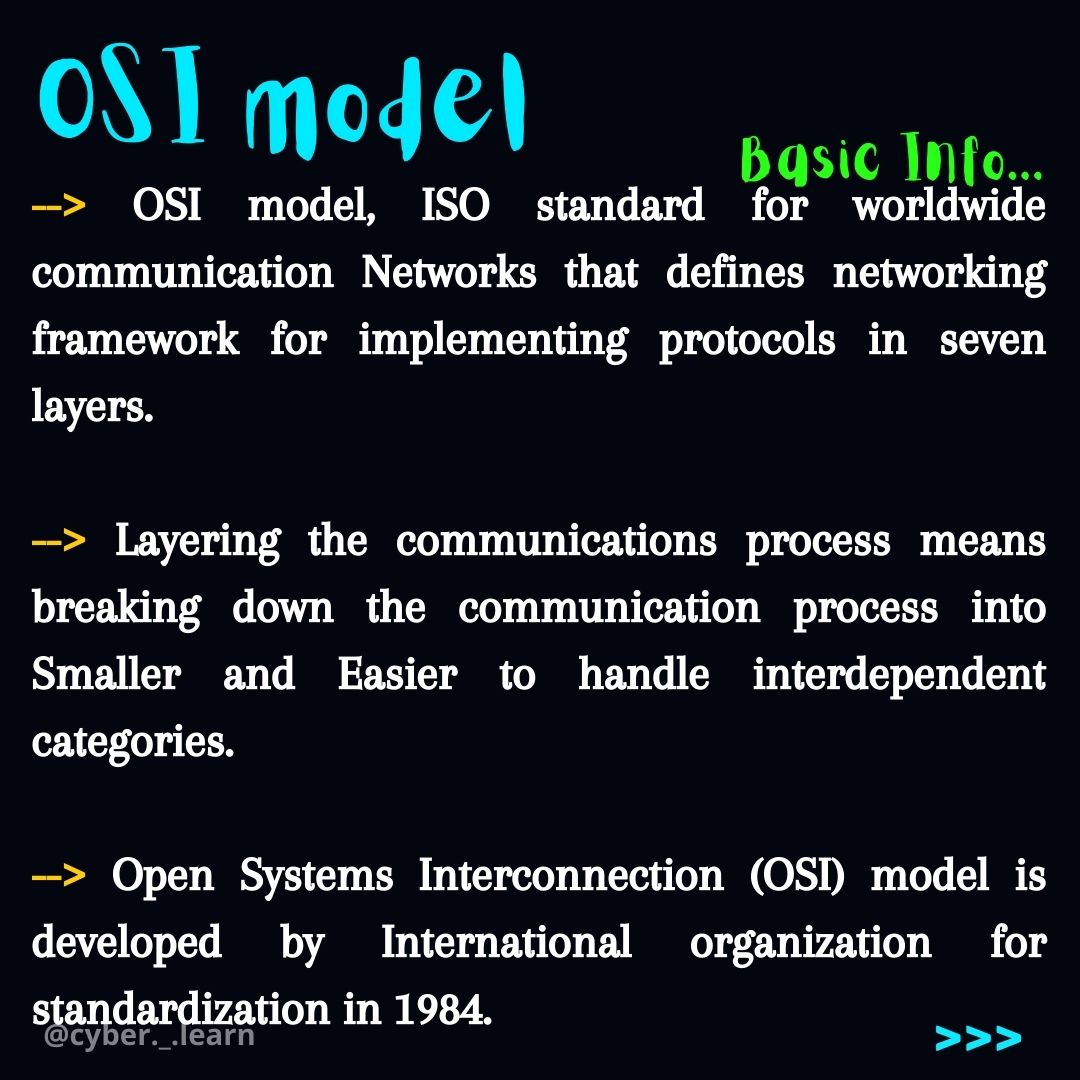 OSI model
Basic Info...
--> OSI model, ISO standard for worldwide
communication Networks that defines networking
framework for implementing protocols in seven
layers.
--> Layering the communications process means
breaking down the communication process into
Smaller and Easier to handle interdependent
categories.
--> Open Systems Interconnection (OSI) model is
developed by International organization for
standardization in 1984.
@cyber._.learn
>>>